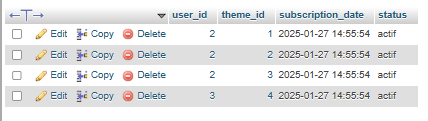 ←T→ user_id theme_id subscription_date status
Edit Copy Delete 2 1 2025-01-27 14:55:54 actif
Edit Copy Delete 2 2 2025-01-27 14:55:54 actif
Edit Copy Delete 2 3 2025-01-27 14:55:54 actif
Edit Copy Delete 3 4 2025-01-27 14:55:54 actif